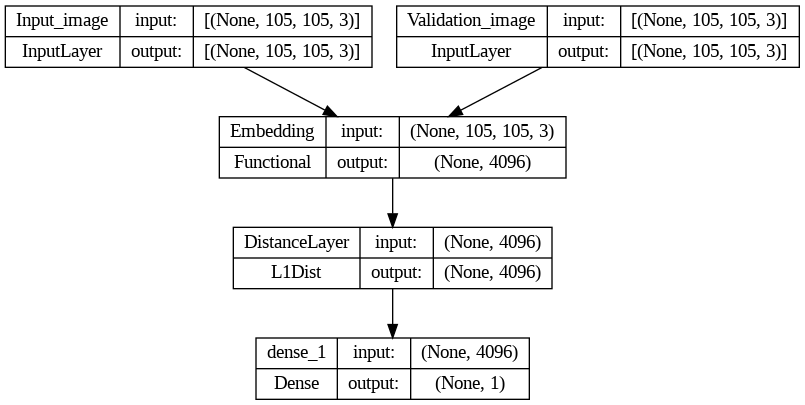 Input_image input: [(None, 105, 105, 3)]
InputLayer output: [(None, 105, 105, 3)]
Validation_image input: [(None, 105, 105, 3)]
InputLayer output: [(None, 105, 105, 3)]
Embedding input: (None, 105, 105, 3)
Functional output: (None, 4096)
DistanceLayer input: (None, 4096)
L1Dist output: (None, 4096)
dense_1 input: (None, 4096)
Dense output: (None, 1)